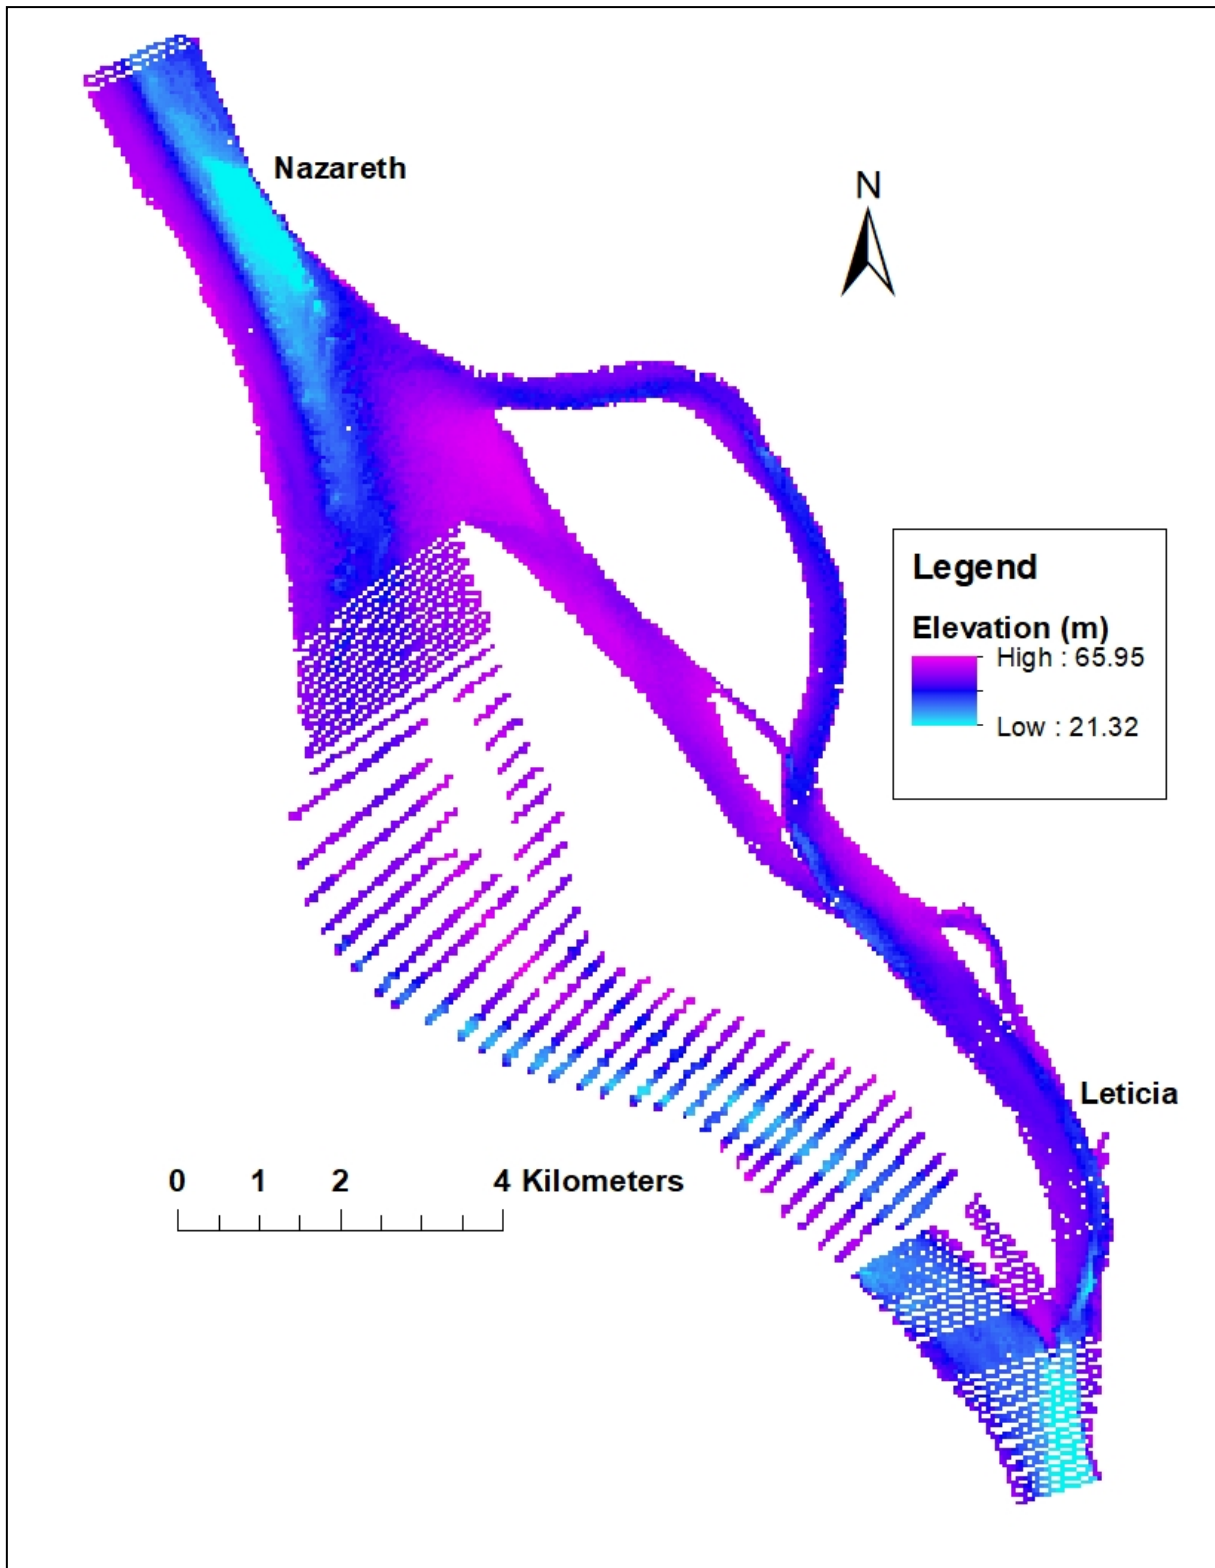 Nazareth
N
Legend
Elevation (m)
High : 65.95
Low : 21.32
Leticia
0 1 2 4 Kilometers